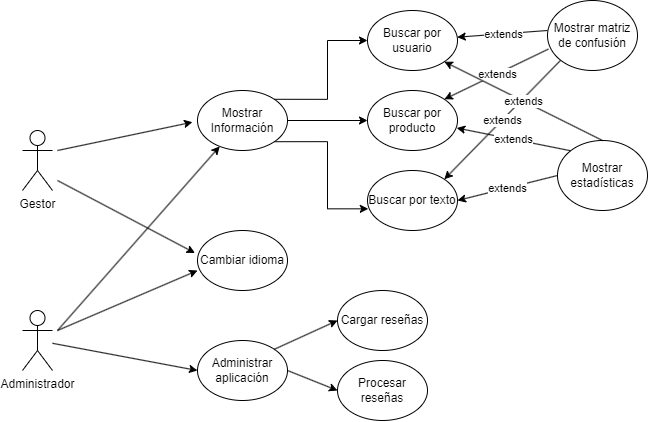 Buscar por
usuario
extends
Mostrar matriz
de confusión
extends
Mostrar
Información
extends
Buscar por
producto
extends
extends
Mostrar
estadísticas
extends
Buscar por texto
Gestor
Cambiar idioma
Cargar reseñas
Administrador
Administrar
aplicación
Procesar
reseñas